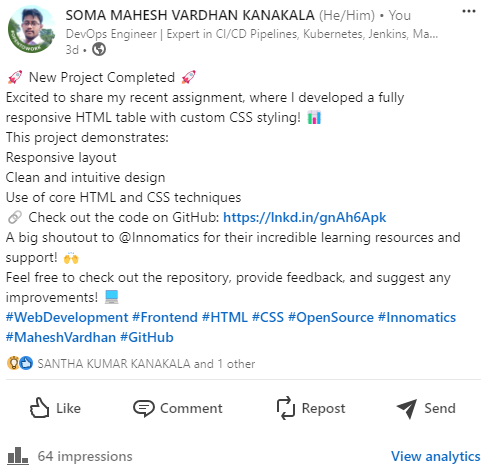 SOMA MAHESH VARDHAN KANAKALA (He/Him) • You
DevOps Engineer | Expert in CI/CD Pipelines, Kubernetes, Jenkins, Ma...
3d •
🚀 New Project Completed 🚀
Excited to share my recent assignment, where I developed a fully
responsive HTML table with custom CSS styling! 📊
This project demonstrates:
Responsive layout
Clean and intuitive design
Use of core HTML and CSS techniques
🔗 Check out the code on GitHub: https://lnkd.in/gnAh6Apk
A big shoutout to @Innomatics for their incredible learning resources and
support! 🙌
Feel free to check out the repository, provide feedback, and suggest any
improvements! 💻
#WebDevelopment #Frontend #HTML #CSS #OpenSource #Innomatics
#MaheshVardhan #GitHub
SANTHA KUMAR KANAKALA and 1 other
Like Comment Repost Send
64 impressions View analytics